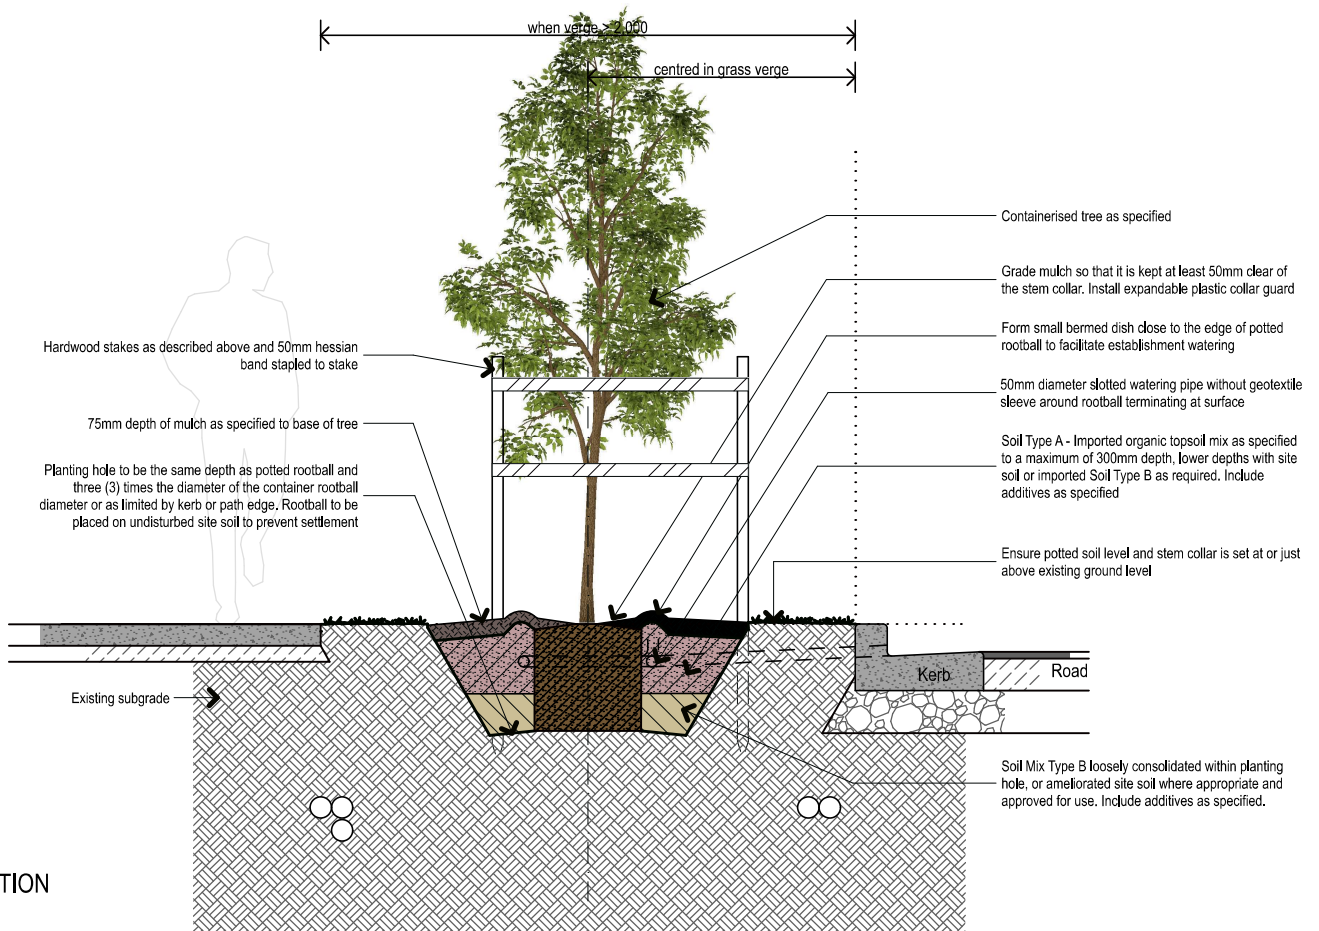 when verge > 2,000
centred in grass verge
Containerised tree as specified
Grade mulch so that it is kept at least 50mm clear of
the stem collar. Install expandable plastic collar guard
Form small bermed dish close to the edge of potted
rootball to facilitate establishment watering
50mm diameter slotted watering pipe without geotextile
sleeve around rootball terminating at surface
Soil Type A - Imported organic topsoil mix as specified
to a maximum of 300mm depth, lower depths with site
soil or imported Soil Type B as required. Include
additives as specified
Ensure potted soil level and stem collar is set at or just
above existing ground level
Hardwood stakes as described above and 50mm hessian
band stapled to stake
75mm depth of mulch as specified to base of tree
Planting hole to be the same depth as potted rootball and
three (3) times the diameter of the container rootball
diameter or as limited by kerb or path edge. Rootball to be
placed on undisturbed site soil to prevent settlement
Existing subgrade
Kerb
Road
Soil Mix Type B loosely consolidated within planting
hole, or ameliorated site soil where appropriate and
approved for use. Include additives as specified.
TION